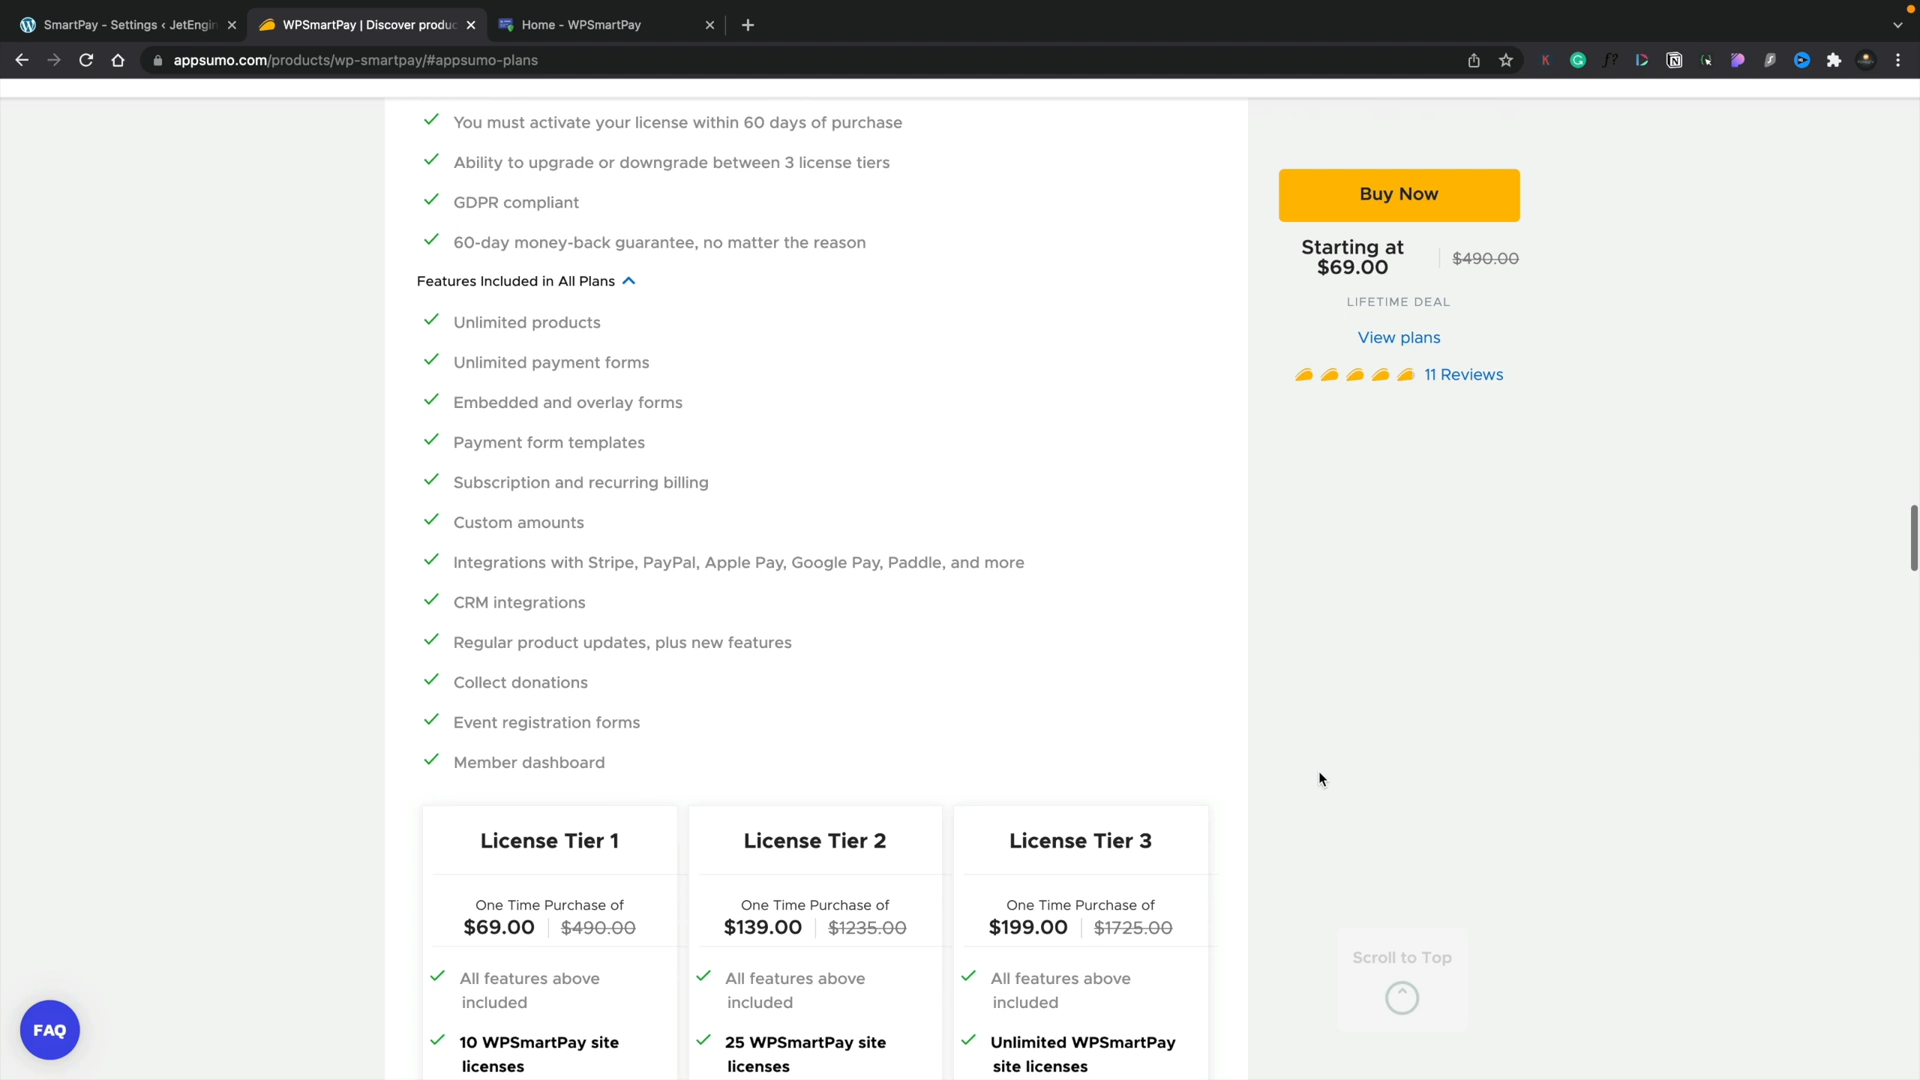 SmartPay - Settings ‹ JetEngin
WPSmartPay | Discover produc
Home - WPSmartPay
appsumo.com/products/wp-smartpay/#appsumo-plans
You must activate your license within 60 days of purchase
Ability to upgrade or downgrade between 3 license tiers
GDPR compliant
60-day money-back guarantee, no matter the reason
Features Included in All Plans
Unlimited products
Unlimited payment forms
Embedded and overlay forms
Payment form templates
Subscription and recurring billing
Custom amounts
Integrations with Stripe, PayPal, Apple Pay, Google Pay, Paddle, and more
CRM integrations
Regular product updates, plus new features
Collect donations
Event registration forms
Member dashboard
Buy Now
Starting at
$69.00
$490.00
LIFETIME DEAL
View plans
11 Reviews
License Tier 1
One Time Purchase of
$69.00 $490.00
All features above
included
10 WPSmartPay site
licenses
License Tier 2
One Time Purchase of
$139.00 $1235.00
All features above
included
25 WPSmartPay site
licenses
License Tier 3
One Time Purchase of
$199.00 $1725.00
All features above
included
Unlimited WPSmartPay
site licenses
Scroll to Top
FAQ